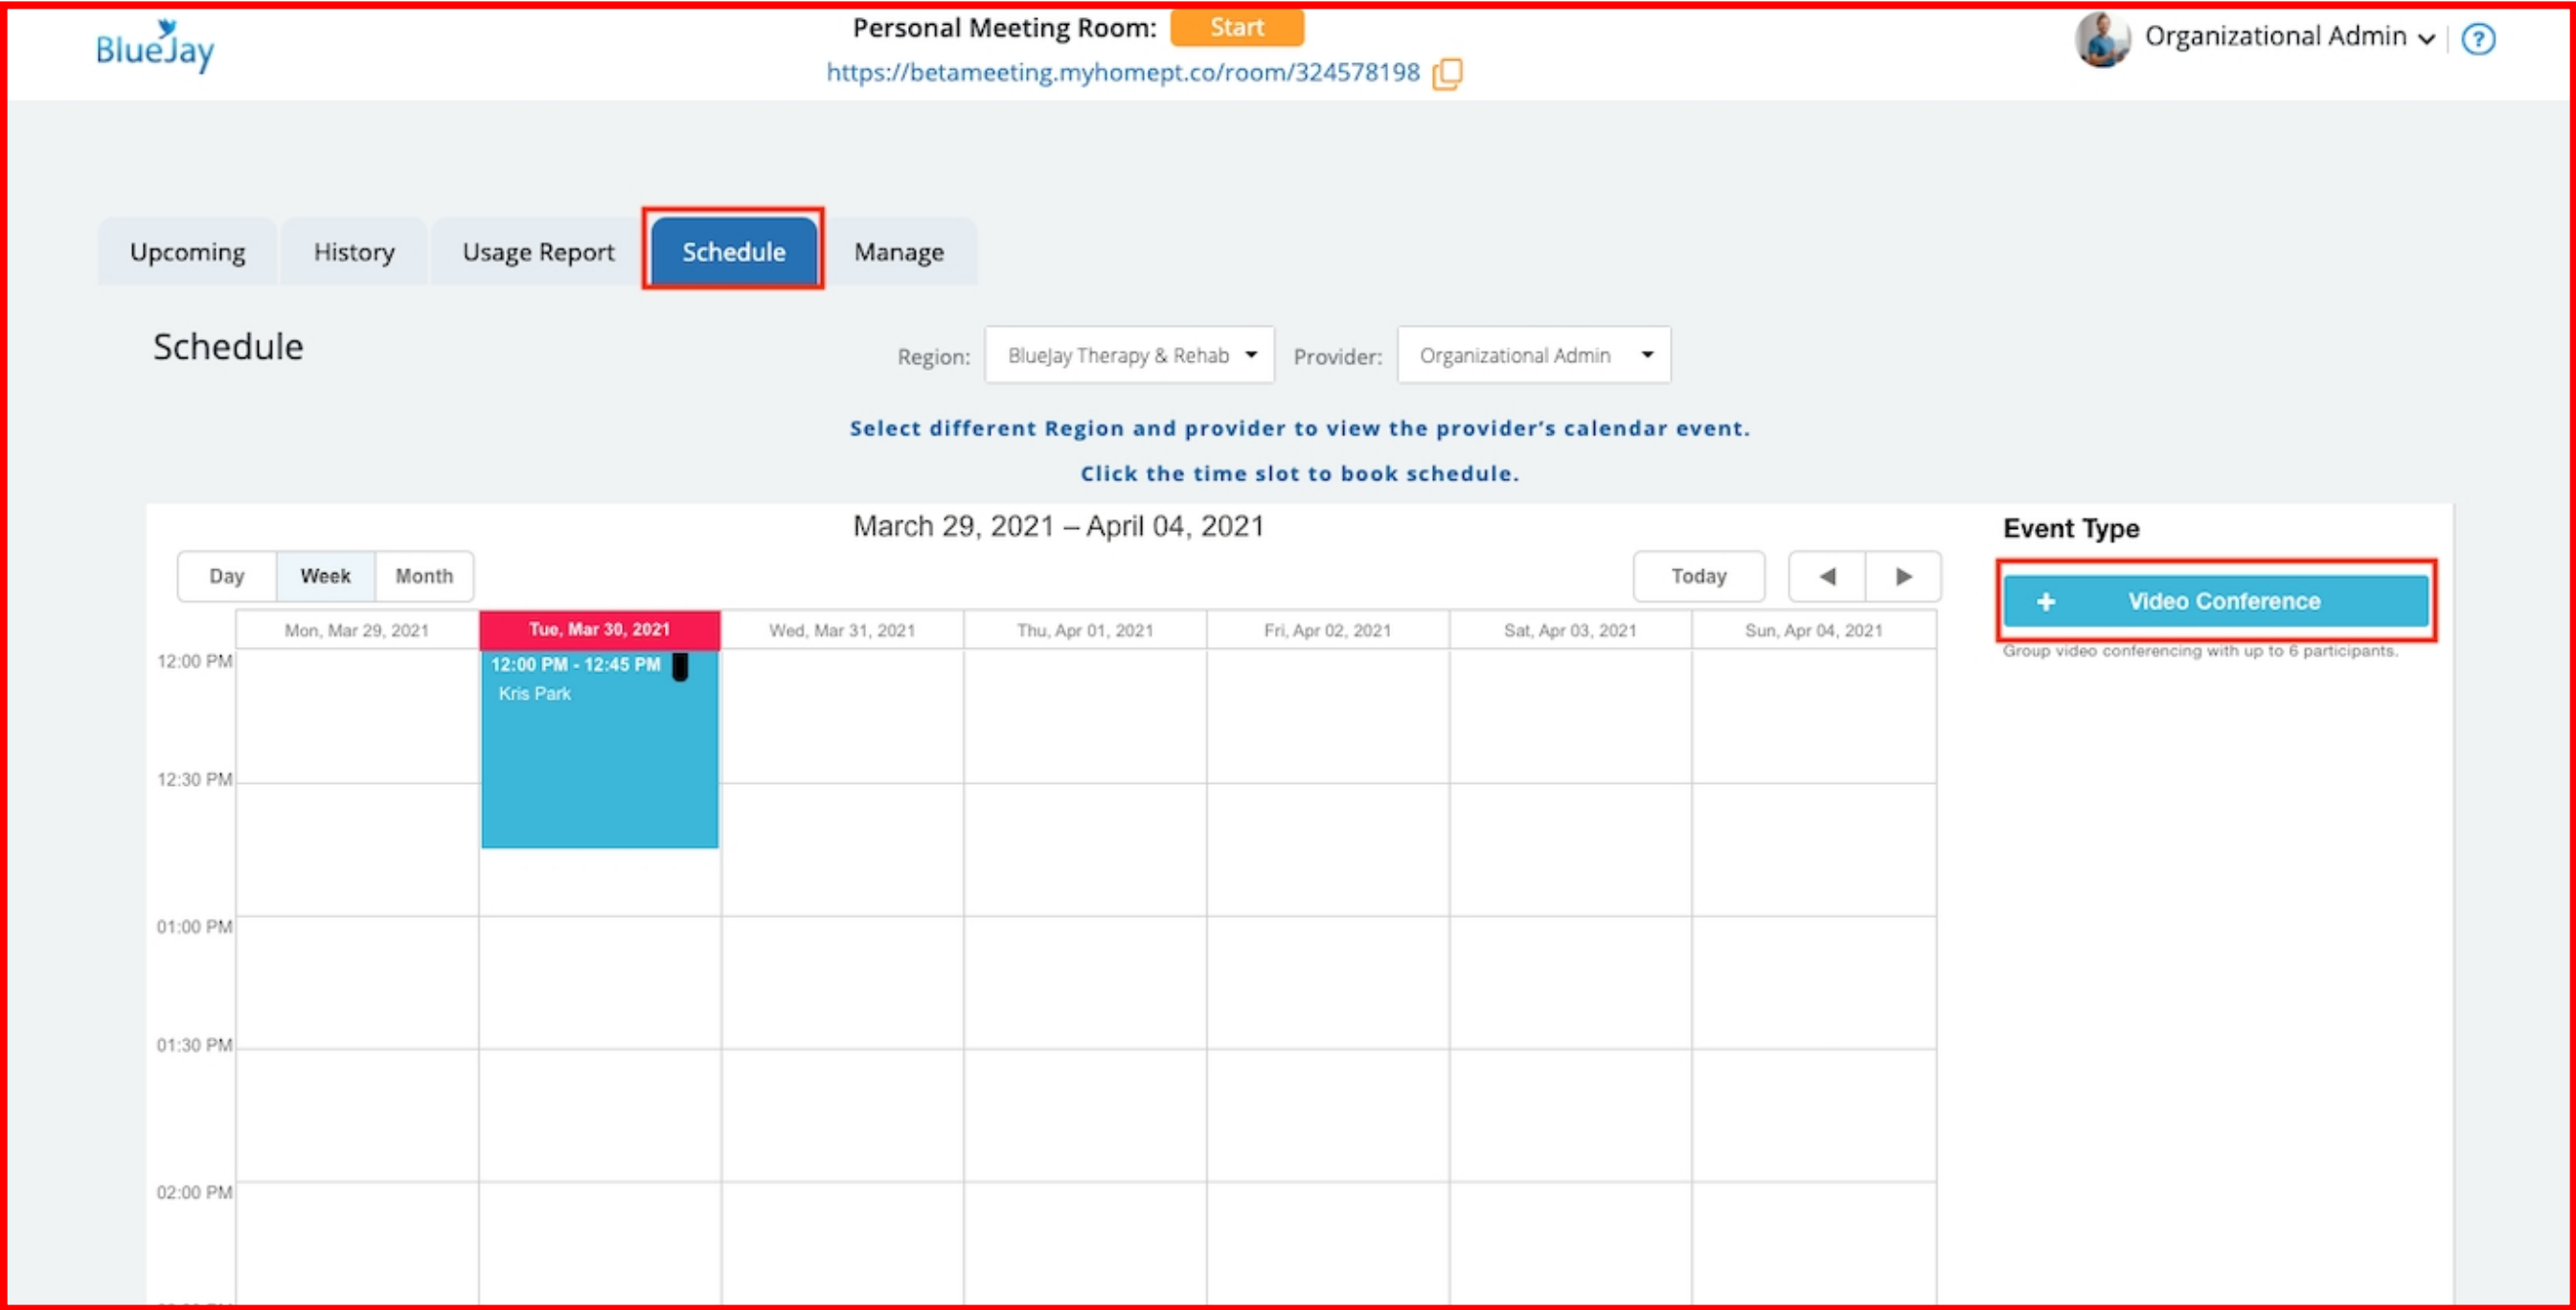 BlueJay
Personal Meeting Room: Start
https://betameeting.myhomept.co/room/324578198
Organizational Admin
?
Upcoming History Usage Report Schedule Manage
Schedule
Region: BlueJay Therapy & Rehab Provider: Organizational Admin
Select different Region and provider to view the provider's calendar event.
Click the time slot to book schedule.
March 29, 2021 – April 04, 2021
Day Week Month Today
Mon, Mar 29, 2021 Tue, Mar 30, 2021 Wed, Mar 31, 2021 Thu, Apr 01, 2021 Fri, Apr 02, 2021 Sat, Apr 03, 2021 Sun, Apr 04, 2021
12:00 PM
12:00 PM - 12:45 PM
Kris Park
12:30 PM
01:00 PM
01:30 PM
02:00 PM
Event Type
+ Video Conference
Group video conferencing with up to 6 participants.